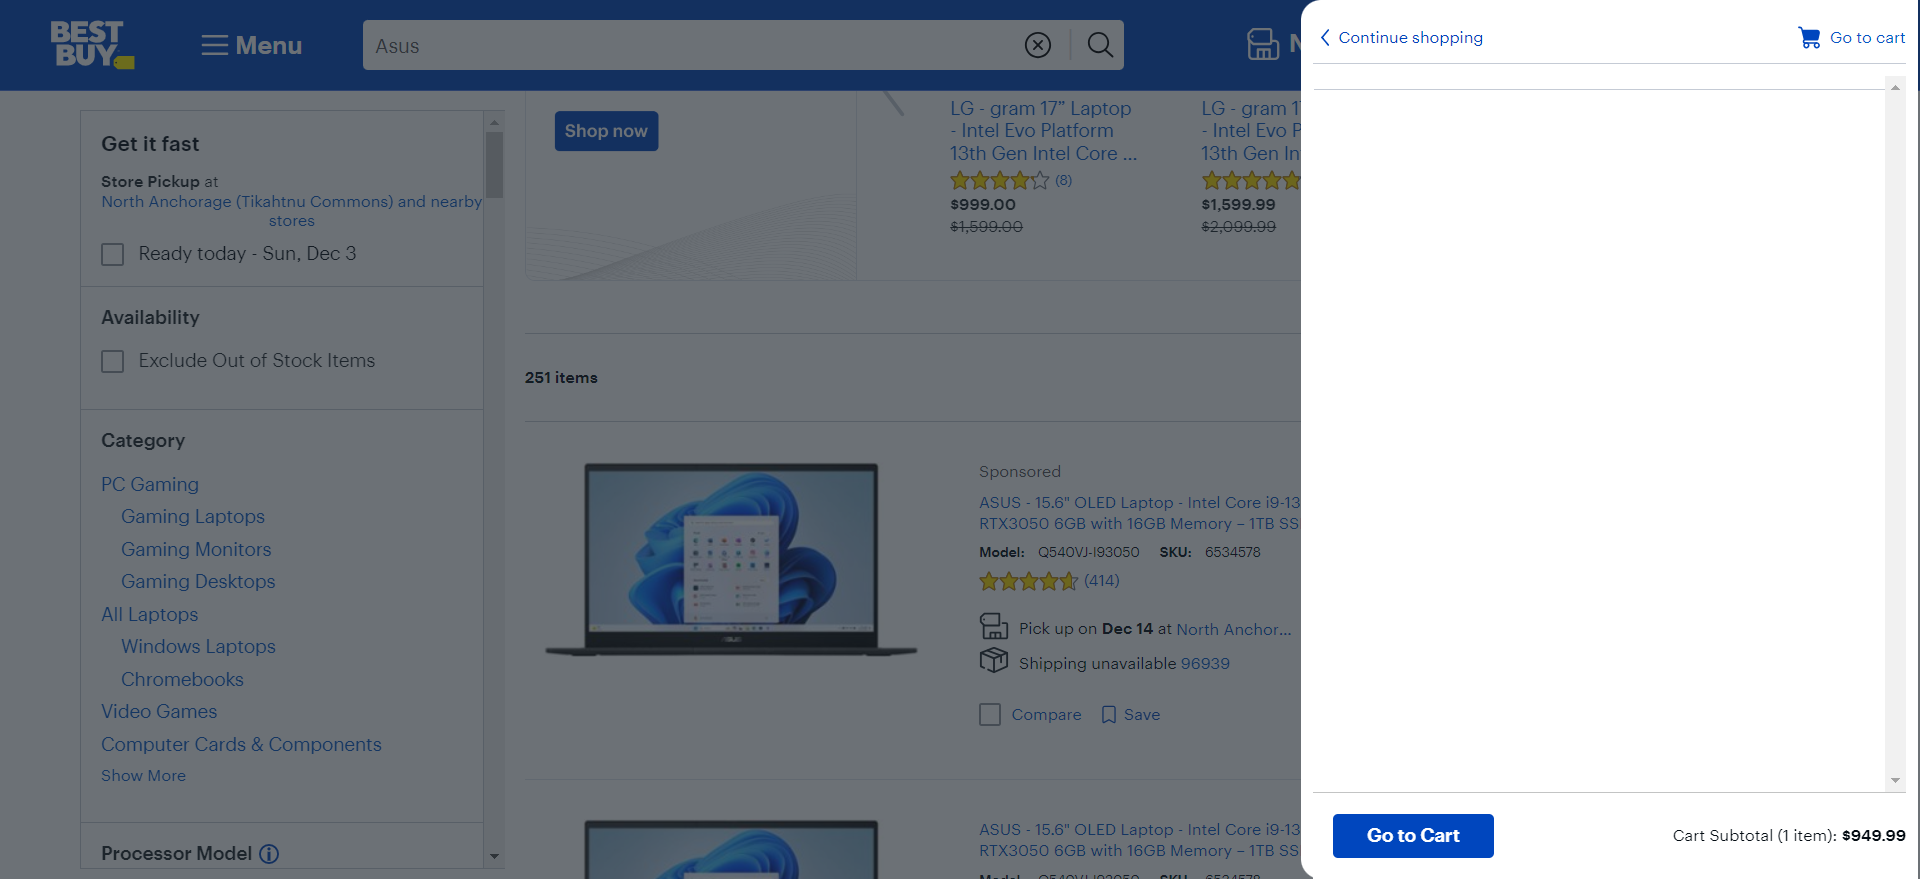 BEST
BUY
Menu
Asus
N
Continue shopping
Go to cart
Get it fast
Store Pickup at
North Anchorage (Tikahtnu Commons) and nearby
stores
Ready today - Sun, Dec 3
Availability
Exclude Out of Stock Items
Category
PC Gaming
Gaming Laptops
Gaming Monitors
Gaming Desktops
All Laptops
Windows Laptops
Chromebooks
Video Games
Computer Cards & Components
Show More
Processor Model
Shop now
LG - gram 17” Laptop
- Intel Evo Platform
13th Gen Intel Core ...
(8)
$999.00
$1,599.00
LG - gram 1
- Intel Evo P
13th Gen In
$1,599.99
$2,099.99
251 items
Sponsored
ASUS - 15.6" OLED Laptop - Intel Core i9-13
RTX3050 6GB with 16GB Memory – 1TB SS
Model: Q540VJ-I93050 SKU: 6534578
(414)
Pick up on Dec 14 at North Anchor...
Shipping unavailable 96939
Compare
Save
ASUS - 15.6" OLED Laptop - Intel Core i9-13
RTX3050 6GB with 16GB Memory – 1TB SS
Model: Q540VJ-I93050 SKU: 6534578
Go to Cart
Cart Subtotal (1 item): $949.99